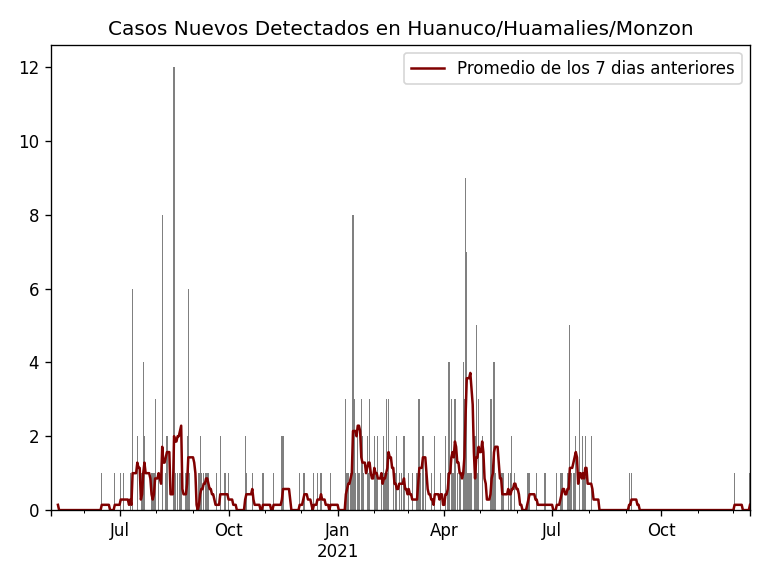 Casos Nuevos Detectados en Huanuco/Huamalies/Monzon
Promedio de los 7 dias anteriores
12
10
8
6
4
2
0
Jul
Oct
Jan
2021
Apr
Jul
Oct